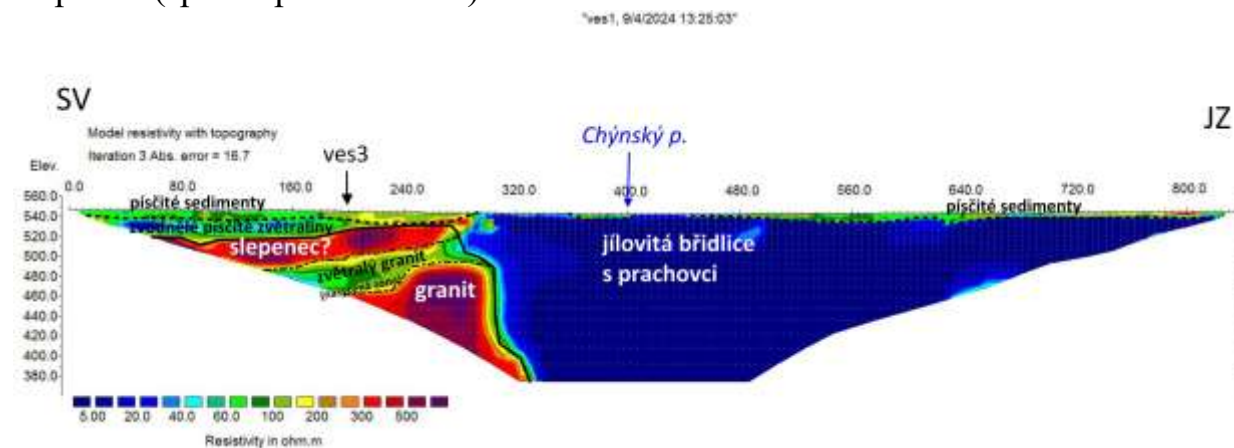 "ves1, 9/4/2024 13:25:03"
SV
JZ
Model resistivity with topography
Iteration 3 Abs. error = 16.7
ves3
Chýnský p.
Elev.
0.0 80.0 160.0 240.0 320.0 400.0 480.0 560.0 640.0 720.0 800.0
560.0
540.0
520.0
500.0
480.0
460.0
440.0
420.0
400.0
380.0
písčité sedimenty
písčité sedimenty
zvodnělé písčité zvětraliny
slepenec?
zvětralý granit
granit
jílovitá břidlice
s prachovci
5.00 20.0 40.0 60.0 100 200 300 500
Resistivity in ohm.m